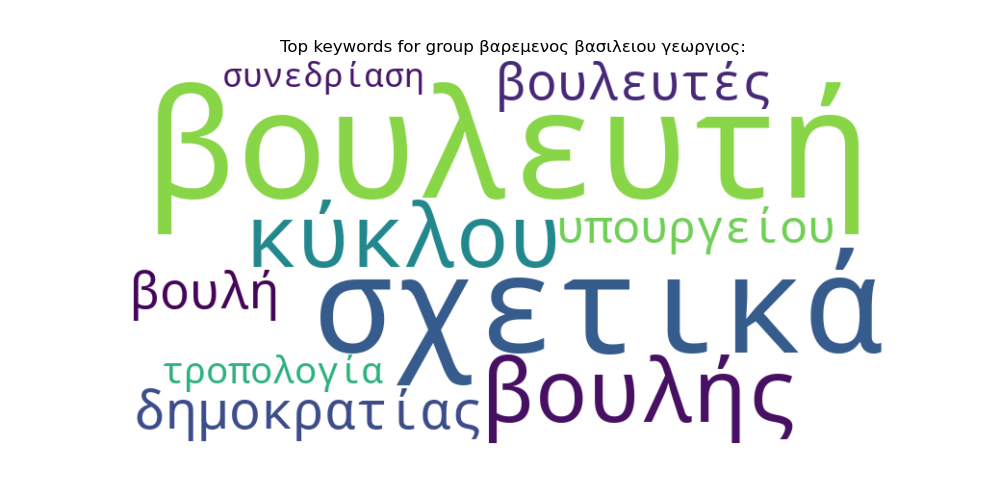 Top keywords for group βαρεμενος βασιλειου γεωργιος:
συνεδρίαση βουλευτές
βουλευτή
κύκλου υπουργείου
βουλή σχετικά
τροπολογία
δημοκρατίας βουλής